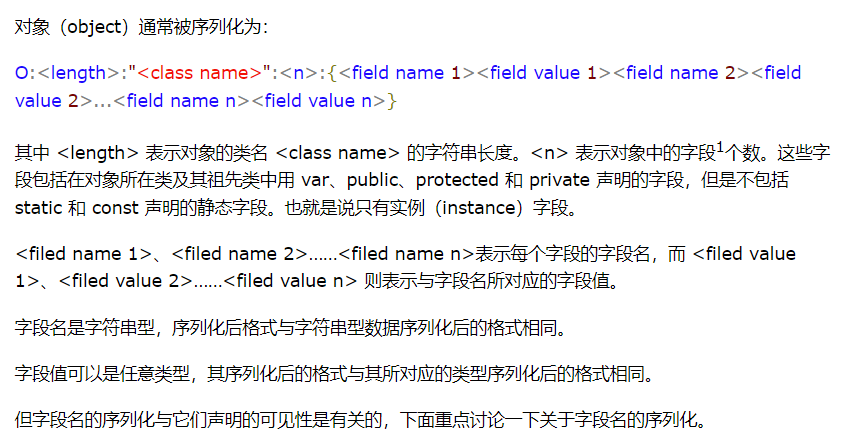 对象（object）通常被序列化为：
O:<length>:"<class name>":<n>:{<field name 1><field value 1><field name 2><field
value 2>...<field name n><field value n>}
其中 <length> 表示对象的类名 <class name> 的字符串长度。<n> 表示对象中的字段1个数。这些字
段包括在对象所在类及其祖先类中用 var、public、protected 和 private 声明的字段，但是不包括
static 和 const 声明的静态字段。也就是说只有实例（instance）字段。
<filed name 1>、<filed name 2>……<filed name n>表示每个字段的字段名，而 <filed value
1>、<filed value 2>……<filed value n> 则表示与字段名所对应的字段值。
字段名是字符串型，序列化后格式与字符串型数据序列化后的格式相同。
字段值可以是任意类型，其序列化后的格式与其所对应的类型序列化后的格式相同。
但字段名的序列化与它们声明的可见性是有关的，下面重点讨论一下关于字段名的序列化。